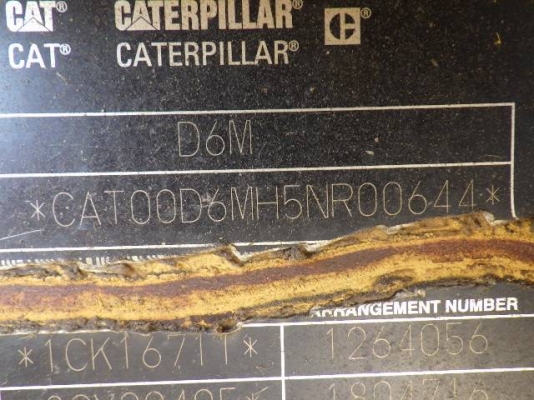 CAT® CATERPILLAR®
CAT® CATERPILLAR®
D6M
*CAT00D6MH5NR00644*
ARRANGEMENT NUMBER
*1CK16711* 1264056